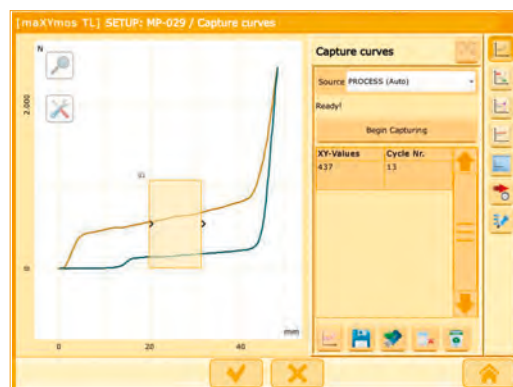 [maXYmos TL] SETUP: MP-029 / Capture curves
N
2.000
0
0
20
40
mm
Capture curves
Source PROCESS (Auto)
Ready!
Begin Capturing
XY-Values Cycle Nr.
437 13